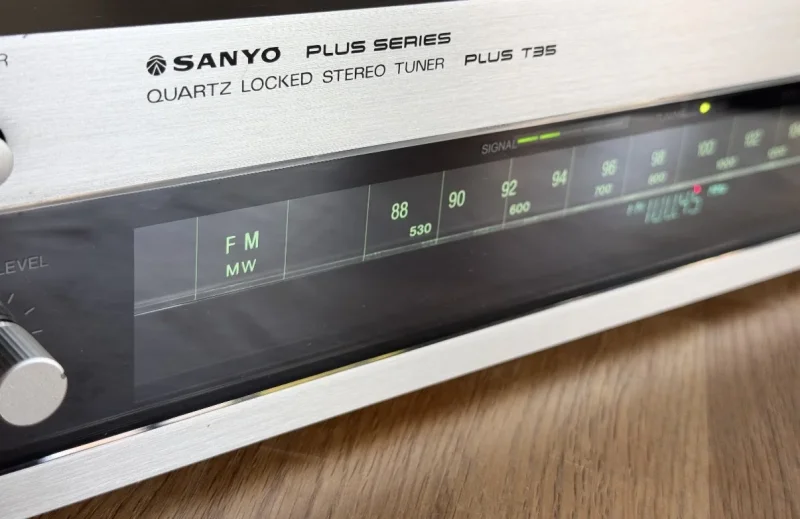 SANYO PLUS SERIES
QUARTZ LOCKED STEREO TUNER PLUS T35
SIGNAL
LEVEL
FM 88 90 92 94 96 98 100 102
MW 530 600 700 800